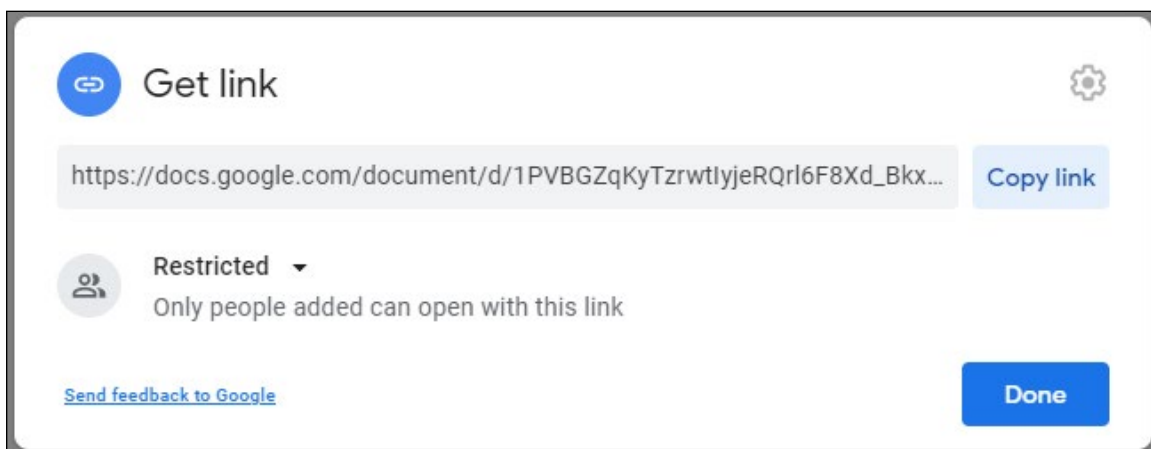 Get link
https://docs.google.com/document/d/1PVBGZqKyTzrwtIyjeRQrl6F8Xd_Bkx...
Copy link
Restricted
Only people added can open with this link
Send feedback to Google
Done